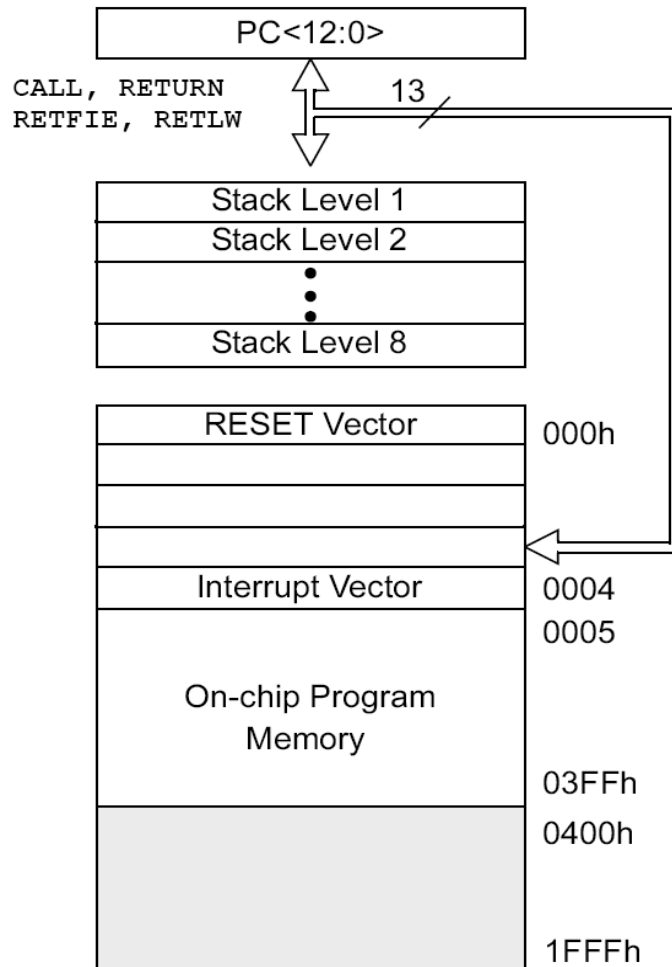 PC<12:0>
CALL, RETURN
RETFIE, RETLW
13
Stack Level 1
Stack Level 2
Stack Level 8
RESET Vector
000h
Interrupt Vector
0004
0005
On-chip Program
Memory
03FFh
0400h
1FFFh